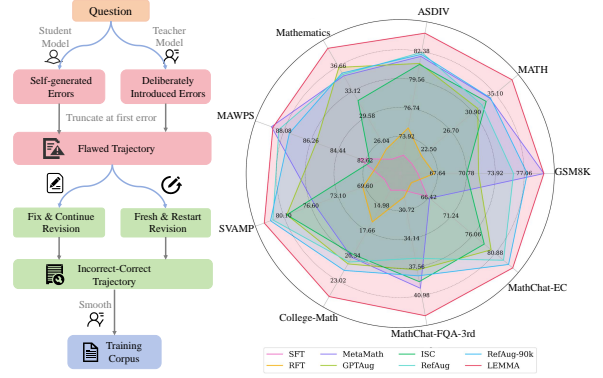 Question
Student
Model
Teacher
Model
Self-generated
Errors
Deliberately
Introduced Errors
Truncate at first error
Flawed Trajectory
Fix & Continue
Revision
Fresh & Restart
Revision
Incorrect-Correct
Trajectory
Smooth
Training
Corpus
ASDIV
Mathematics
MATH
MAWPS
GSM8K
SVAMP
MathChat-EC
College-Math
MathChat-FQA-3rd
82.38
79.56
76.74
73.92
36.66
33.12
29.58
26.04
35.10
30.90
26.70
22.50
88.08
86.26
84.44
82.62
67.64
70.78
73.92
77.06
80.10
76.60
73.10
69.60
66.42
71.24
76.06
80.88
14.98
17.66
20.34
23.02
30.72
34.14
37.56
40.98
SFT
RFT
MetaMath
GPTAug
ISC
RefAug
RefAug-90k
LEMMA